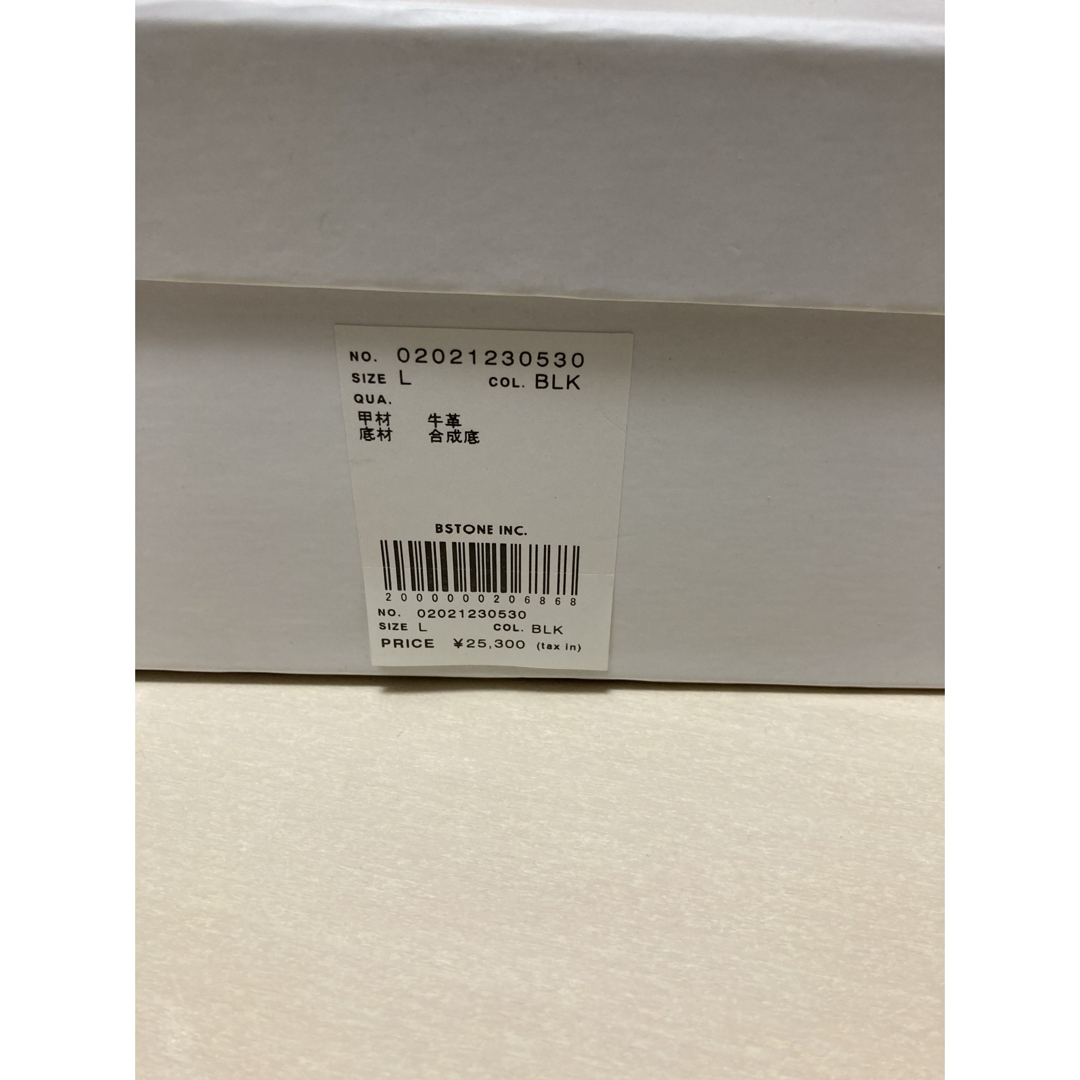 NO. 02021230530
SIZE L COL. BLK
QUA.
甲材 牛革
底材 合成底
BSTONE INC.
2000000206868
NO. 02021230530
SIZE L COL. BLK
PRICE ¥25,300 (tax in)